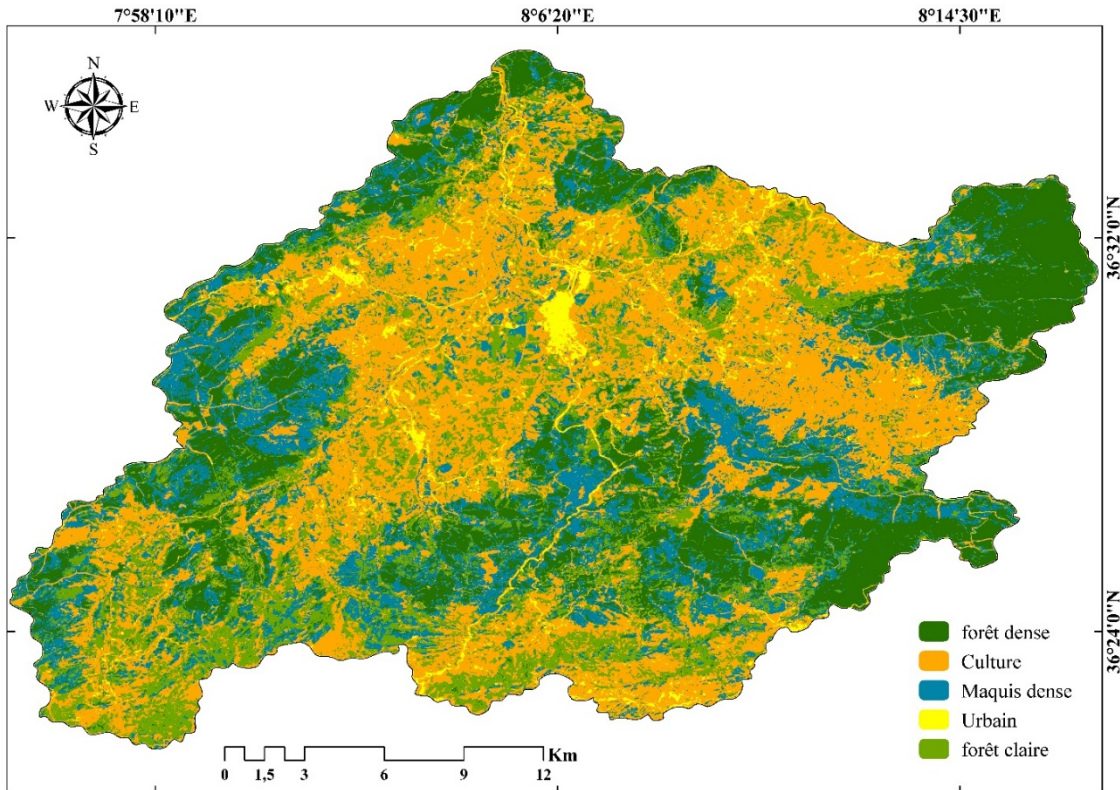 7°58'10"E 8°6'20"E 8°14'30"E
N
W E
S
36°32'0"N
36°24'0"N
forêt dense
Culture
Maquis dense
Urbain
forêt claire
Km
0 1,5 3 6 9 12